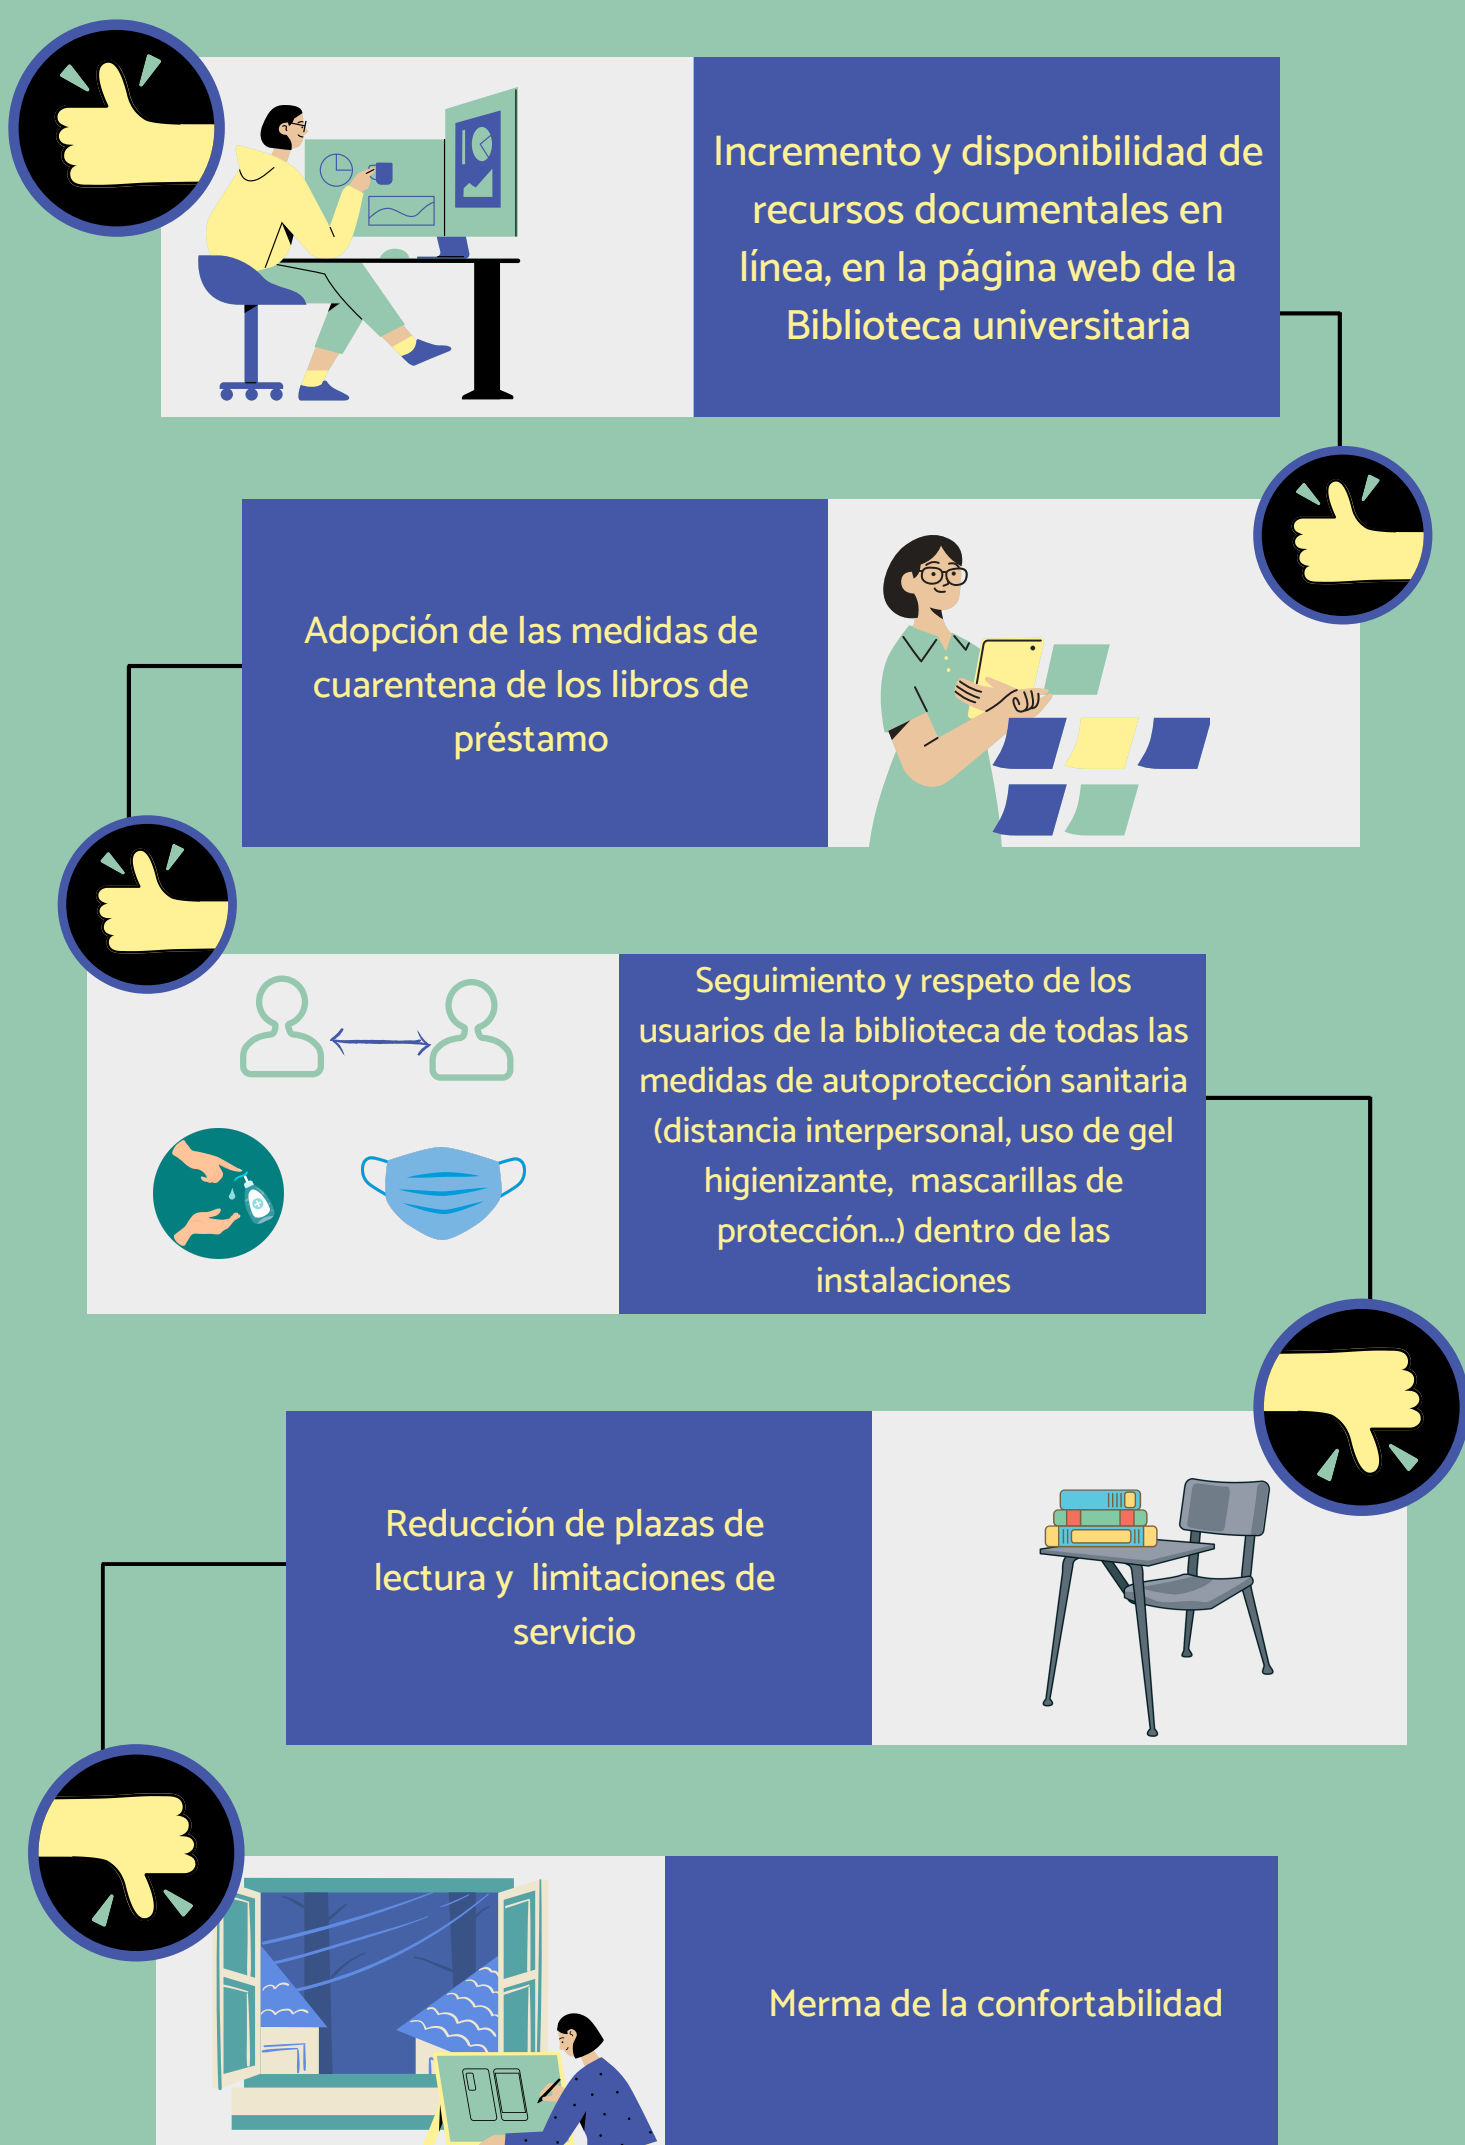 Incremento y disponibilidad de
recursos documentales en
línea, en la página web de la
Biblioteca universitaria
Adopción de las medidas de
cuarentena de los libros de
préstamo
Seguimiento y respeto de los
usuarios de la biblioteca de todas las
medidas de autoprotección sanitaria
(distancia interpersonal, uso de gel
higienizante,  mascarillas de
protección...) dentro de las
instalaciones
Reducción de plazas de
lectura y  limitaciones de
servicio
Merma de la confortabilidad